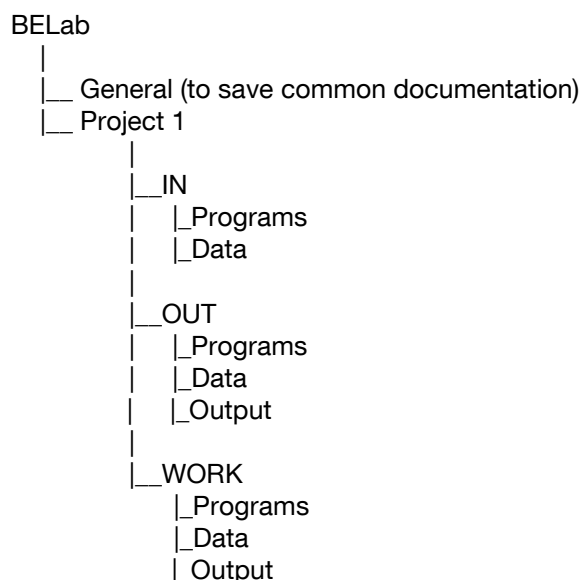 BELab
|
|__ General (to save common documentation)
|__ Project 1
|
|__IN
| |_Programs
| |_Data
|
|__OUT
| |_Programs
| |_Data
| |_Output
|
|__WORK
|_Programs
|_Data
|_Output